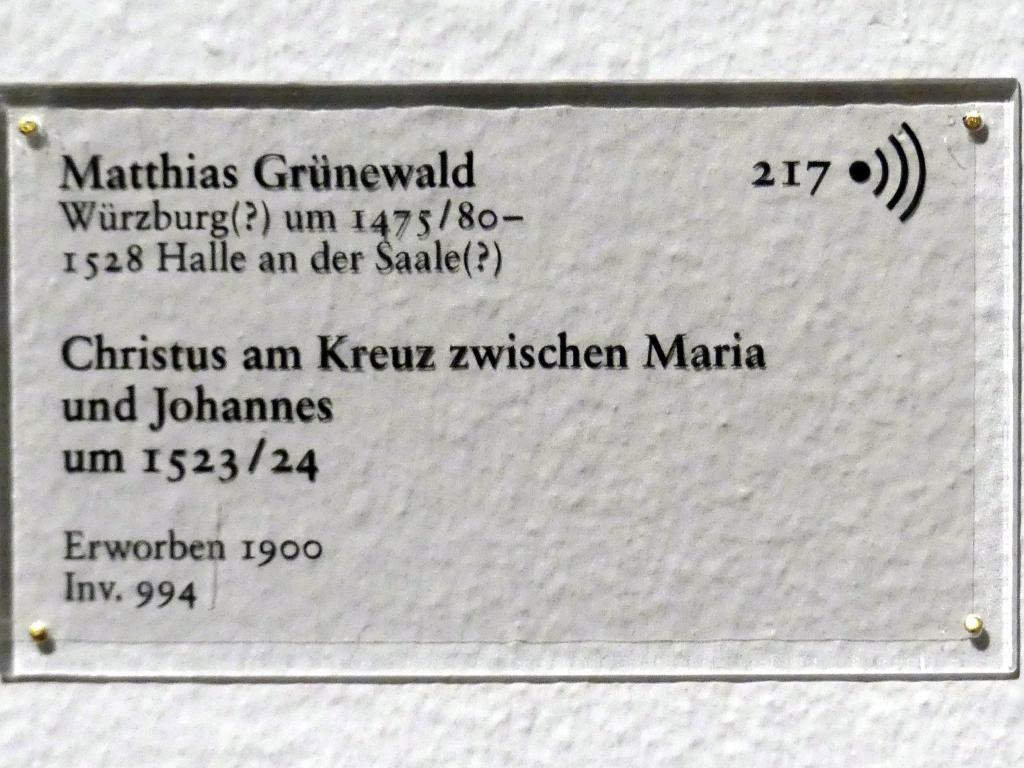 Matthias Grünewald 217
Würzburg(?) um 1475/80–
1528 Halle an der Saale(?)
Christus am Kreuz zwischen Maria
und Johannes
um 1523/24
Erworben 1900
Inv. 994